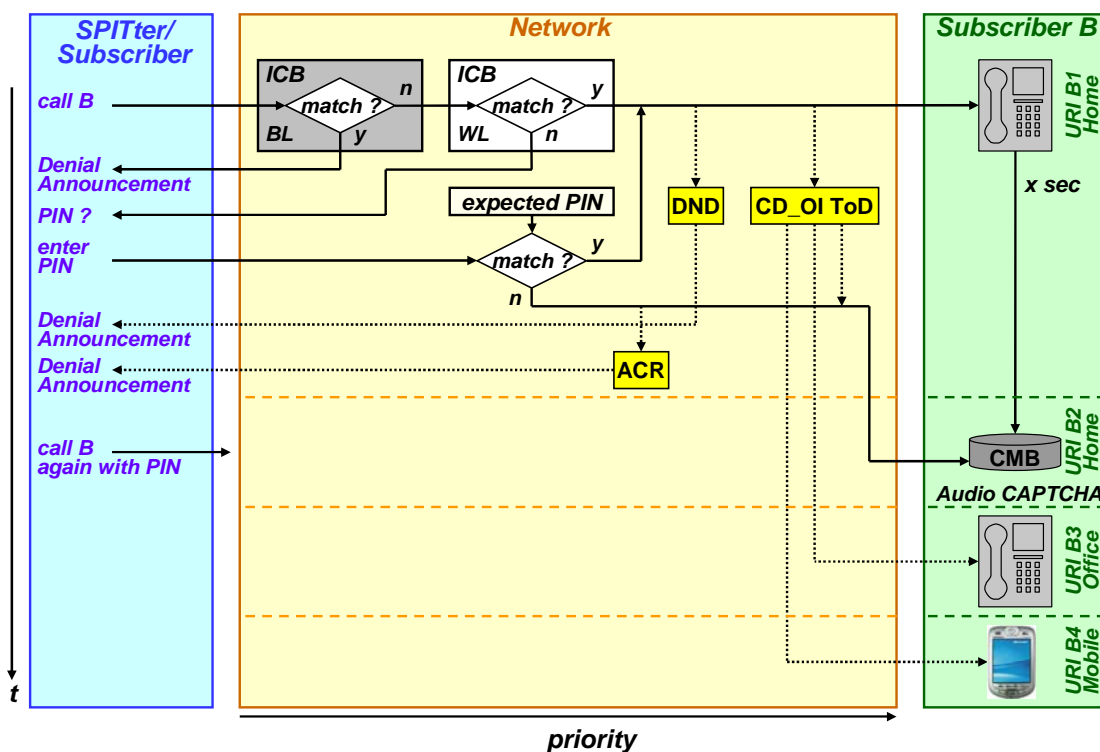 SPITter/
Subscriber
Network
Subscriber B
ICB
match ?
n
BL
y
ICB
match ?
y
WL
n
call B
URI B1
Home
Denial
Announcement
x sec
PIN ?
expected PIN
DND
CD_OI ToD
enter
PIN
match ?
y
n
Denial
Announcement
Denial
Announcement
ACR
call B
again with PIN
CMB
URI B2
Home
Audio CAPTCHA
URI B3
Office
URI B4
Mobile
t
priority